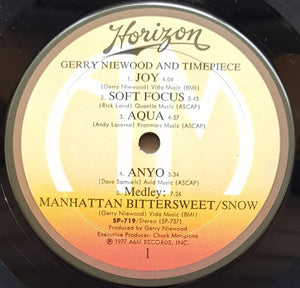 Horizon
GERRY NIEWOOD AND TIMEPIECE
1. JOY 4:04
(Gerry Niewood) Vida Music (BMI)
2. SOFT FOCUS 3:43
(Rick Laird) Quentle Music (ASCAP)
3. AQUA 4:57
(Andy Laverne) Kranmars Music (ASCAP)
4. ANYO 5:34
(Dave Samuels) Avid Music (ASCAP)
5. Medley: 7:26
MANHATTAN BITTERSWEET/SNOW
(Gerry Niewood) Vida Music (BMI)
SP-719/Stereo (SP-737)
Produced by Gerry Niewood
Executive Producer: Chuck Mangione
℗ 1977 A&M RECORDS, INC.
1